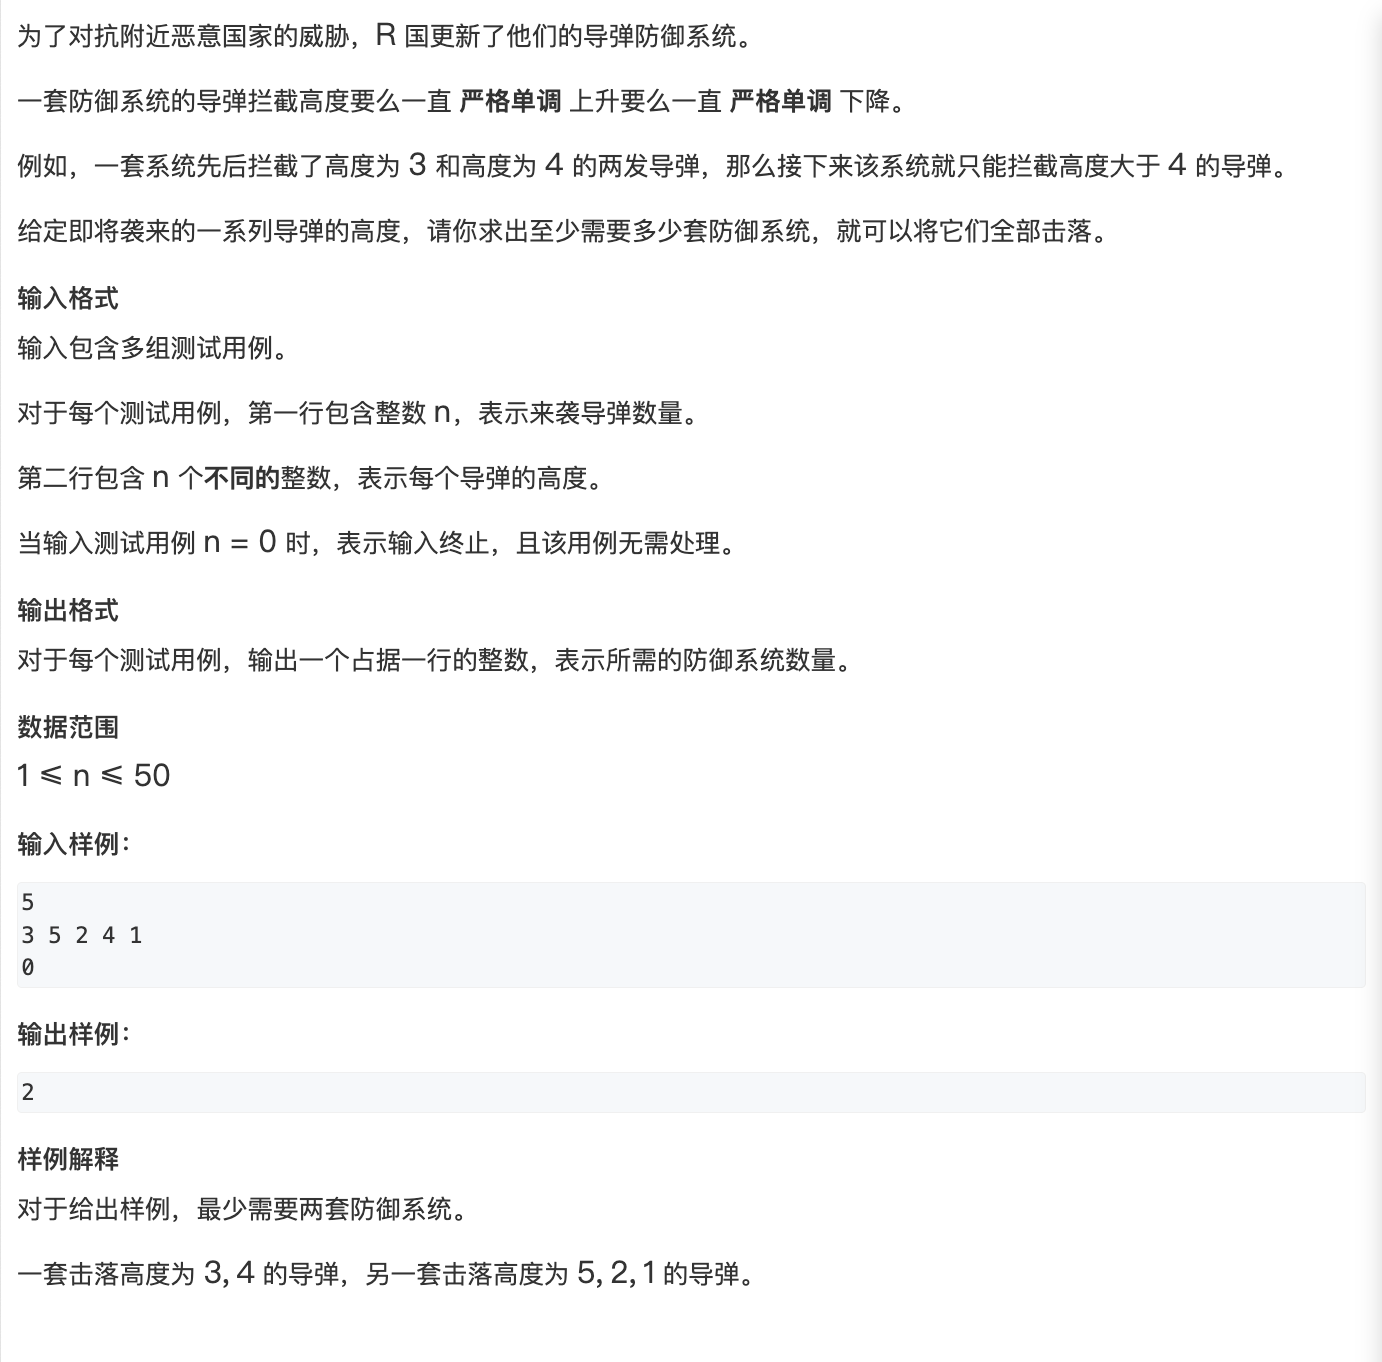 为了对抗附近恶意国家的威胁，R 国更新了他们的导弹防御系统。
一套防御系统的导弹拦截高度要么一直 严格单调 上升要么一直 严格单调 下降。
例如，一套系统先后拦截了高度为 3 和高度为 4 的两发导弹，那么接下来该系统就只能拦截高度大于 4 的导弹。
给定即将袭来的一系列导弹的高度，请你求出至少需要多少套防御系统，就可以将它们全部击落。
输入格式
输入包含多组测试用例。
对于每个测试用例，第一行包含整数 n，表示来袭导弹数量。
第二行包含 n 个不同的整数，表示每个导弹的高度。
当输入测试用例 n = 0 时，表示输入终止，且该用例无需处理。
输出格式
对于每个测试用例，输出一个占据一行的整数，表示所需的防御系统数量。
数据范围
1 ⩽ n ⩽ 50
输入样例：
5
3 5 2 4 1
0
输出样例：
2
样例解释
对于给出样例，最少需要两套防御系统。
一套击落高度为 3, 4 的导弹，另一套击落高度为 5, 2, 1 的导弹。